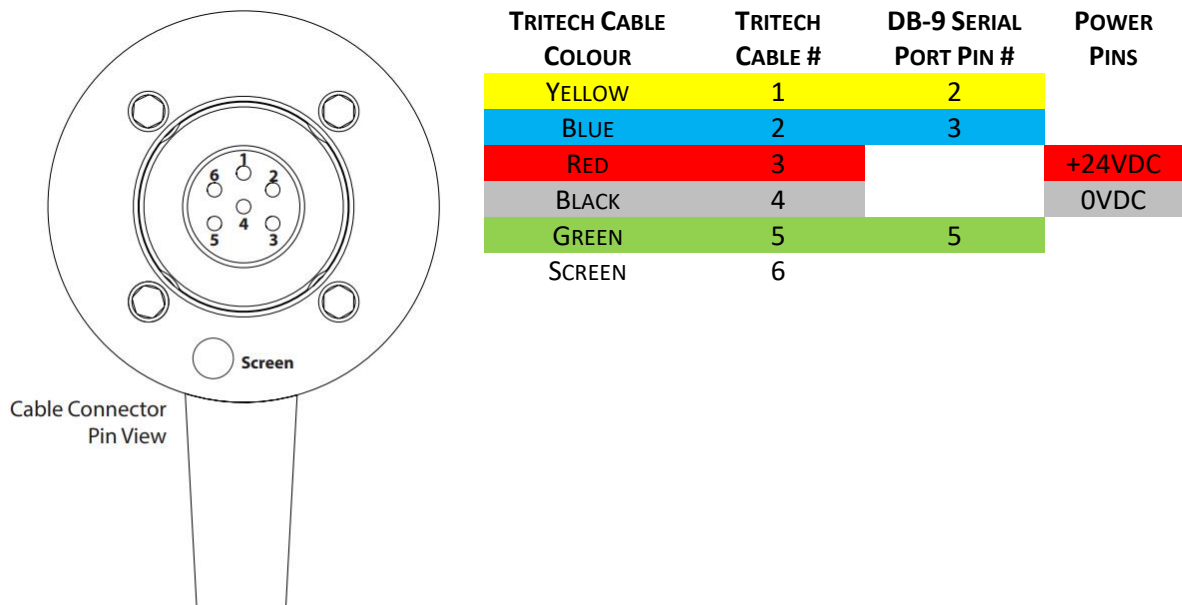 1
6 2
4
5 3
Screen
Cable Connector
Pin View
TRITECH CABLE COLOUR TRITECH CABLE # DB-9 SERIAL PORT PIN # POWER PINS
YELLOW 1 2
BLUE 2 3
RED 3 +24VDC
BLACK 4 0VDC
GREEN 5 5
SCREEN 6